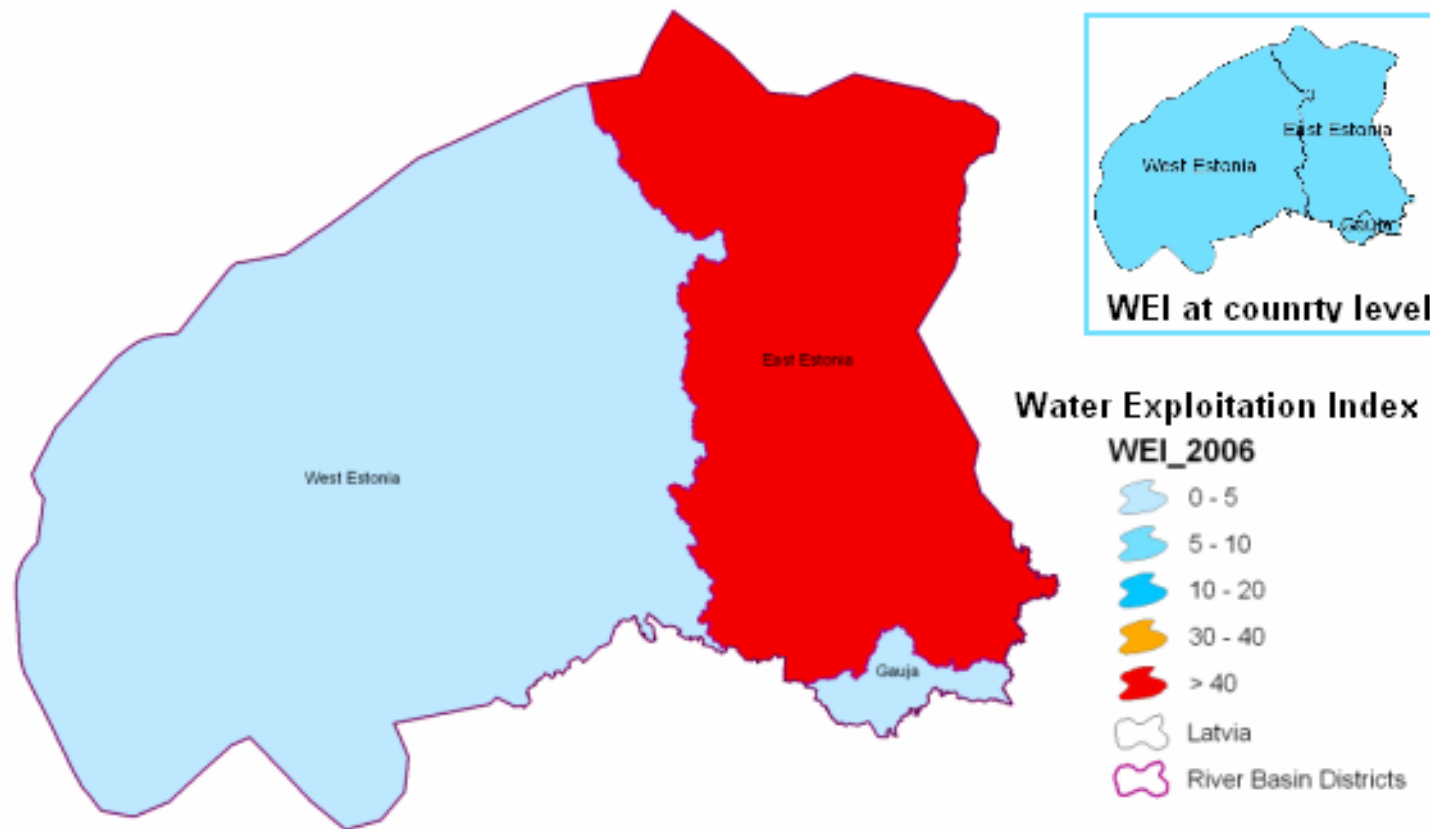 West Estonia
East Estonia
Gauja
East Estonia
West Estonia
Gauja
WEI at counrty level
Water Exploitation Index
WEI_2006
0 - 5
5 - 10
10 - 20
30 - 40
> 40
Latvia
River Basin Districts